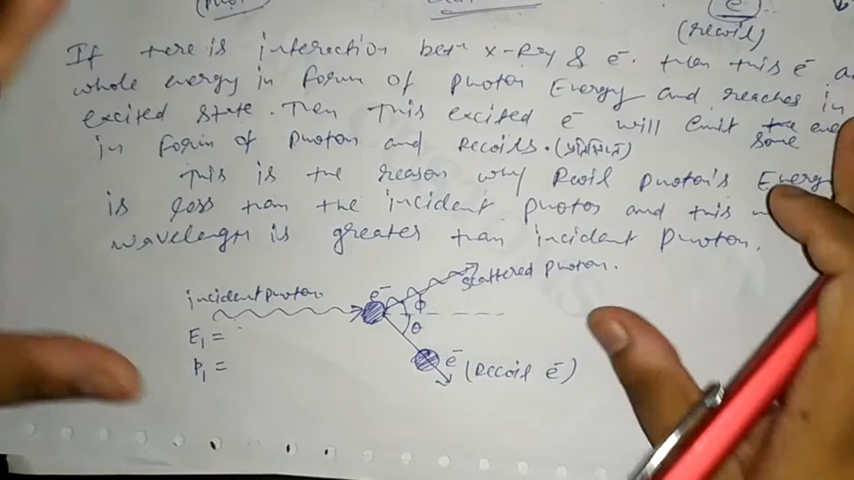 e⁻
(recoil)
If there is interaction betⁿ x-Ray & e⁻. then this e⁻
whole energy in form of photon Energy and reaches in
excited state. Then This excited e⁻ will emit some
in form of photon and Recoils.
This is the reason why Recoil photon's Energy
is less than the incident photon and this
wavelength is greater than incident Photon.
incident photon e⁻ scattered photon.
ϕ
θ
E₁ =
P₁ = e⁻ (Recoil e⁻)